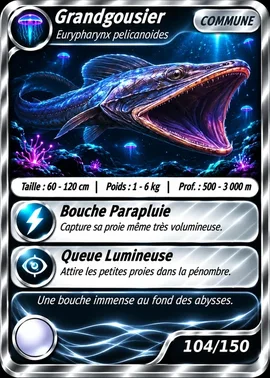 Grandgousier
COMMUNE
Eurypharynx pelicanoides
Taille : 60 - 120 cm | Poids : 1 - 6 kg | Prof. : 500 - 3 000 m
Bouche Parapluie
Capture sa proie même très volumineuse.
Queue Lumineuse
Attire les petites proies dans la pénombre.
Une bouche immense au fond des abysses.
104/150